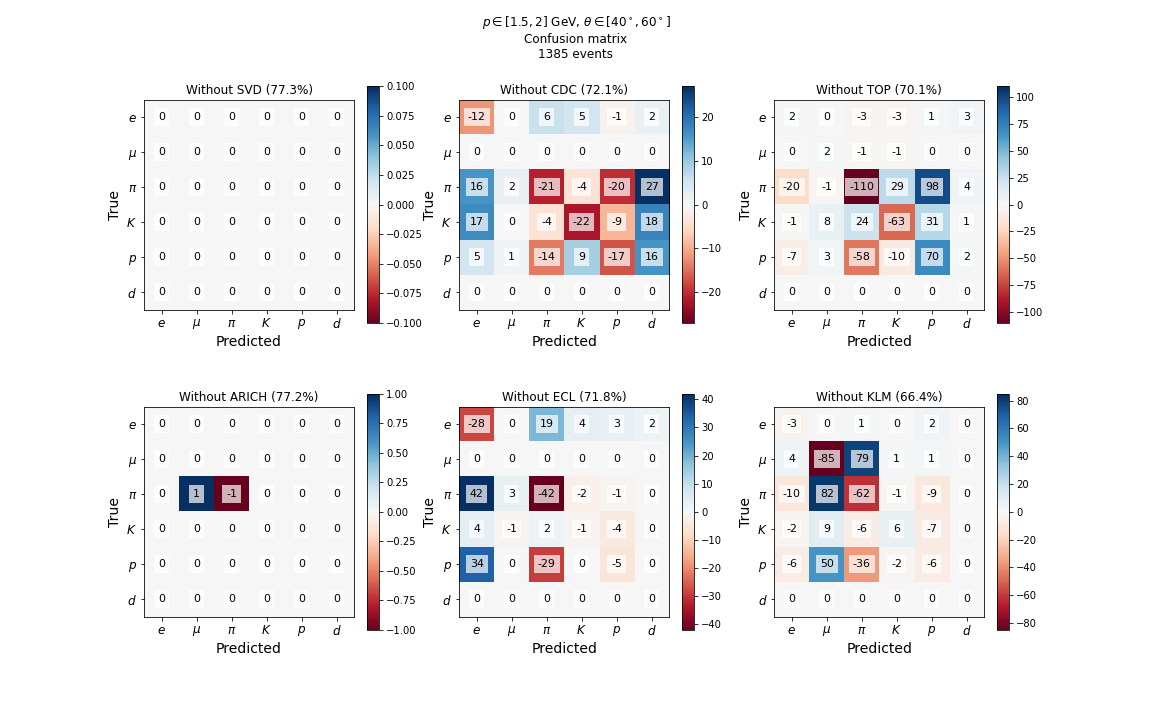 p ∈ [1.5, 2] GeV, θ ∈ [40°, 60°]
Confusion matrix
1385 events
Without SVD (77.3%)
True
e 0 0 0 0 0 0
μ 0 0 0 0 0 0
π 0 0 0 0 0 0
K 0 0 0 0 0 0
p 0 0 0 0 0 0
d 0 0 0 0 0 0
e μ π K p d
Predicted
0.100
0.075
0.050
0.025
0.000
−0.025
−0.050
−0.075
−0.100
Without CDC (72.1%)
True
e -12 0 6 5 -1 2
μ 0 0 0 0 0 0
π 16 2 -21 -4 -20 27
K 17 0 -4 -22 -9 18
p 5 1 -14 9 -17 16
d 0 0 0 0 0 0
e μ π K p d
Predicted
20
10
0
−10
−20
Without TOP (70.1%)
True
e 2 0 -3 -3 1 3
μ 0 2 -1 -1 0 0
π -20 -1 -110 29 98 4
K -1 8 24 -63 31 1
p -7 3 -58 -10 70 2
d 0 0 0 0 0 0
e μ π K p d
Predicted
100
75
50
25
0
−25
−50
−75
−100
Without ARICH (77.2%)
True
e 0 0 0 0 0 0
μ 0 0 0 0 0 0
π 0 1 -1 0 0 0
K 0 0 0 0 0 0
p 0 0 0 0 0 0
d 0 0 0 0 0 0
e μ π K p d
Predicted
1.00
0.75
0.50
0.25
0.00
−0.25
−0.50
−0.75
−1.00
Without ECL (71.8%)
True
e -28 0 19 4 3 2
μ 0 0 0 0 0 0
π 42 3 -42 -2 -1 0
K 4 -1 2 -1 -4 0
p 34 0 -29 0 -5 0
d 0 0 0 0 0 0
e μ π K p d
Predicted
40
30
20
10
0
−10
−20
−30
−40
Without KLM (66.4%)
True
e -3 0 1 0 2 0
μ 4 -85 79 1 1 0
π -10 82 -62 -1 -9 0
K -2 9 -6 6 -7 0
p -6 50 -36 -2 -6 0
d 0 0 0 0 0 0
e μ π K p d
Predicted
80
60
40
20
0
−20
−40
−60
−80